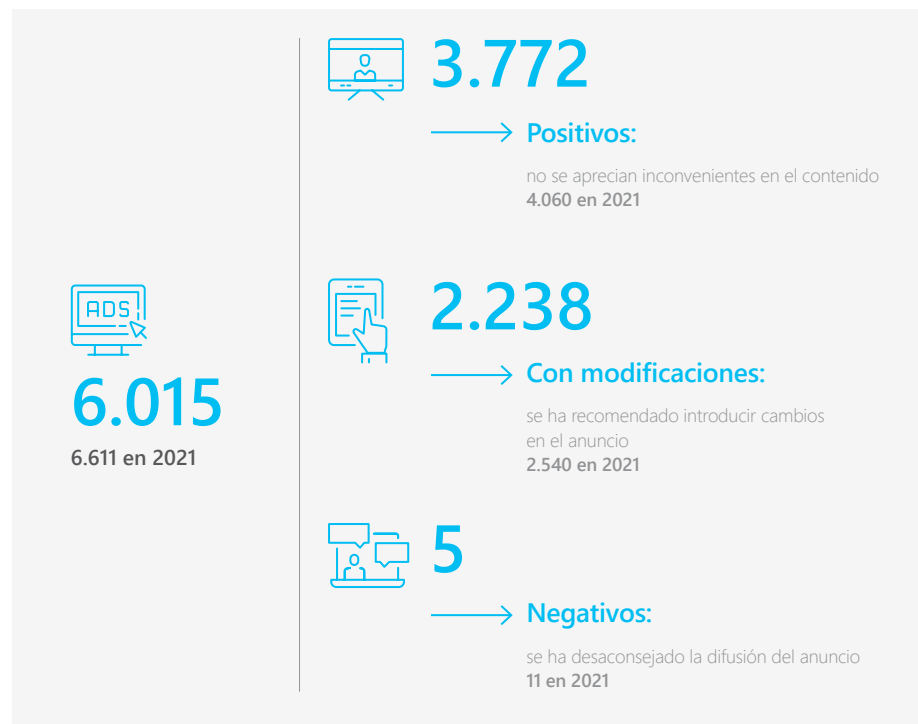 ADS
6.015
6.611 en 2021
3.772
Positivos:
no se aprecian inconvenientes en el contenido
4.060 en 2021
2.238
Con modificaciones:
se ha recomendado introducir cambios
en el anuncio
2.540 en 2021
5
Negativos:
se ha desaconsejado la difusión del anuncio
11 en 2021